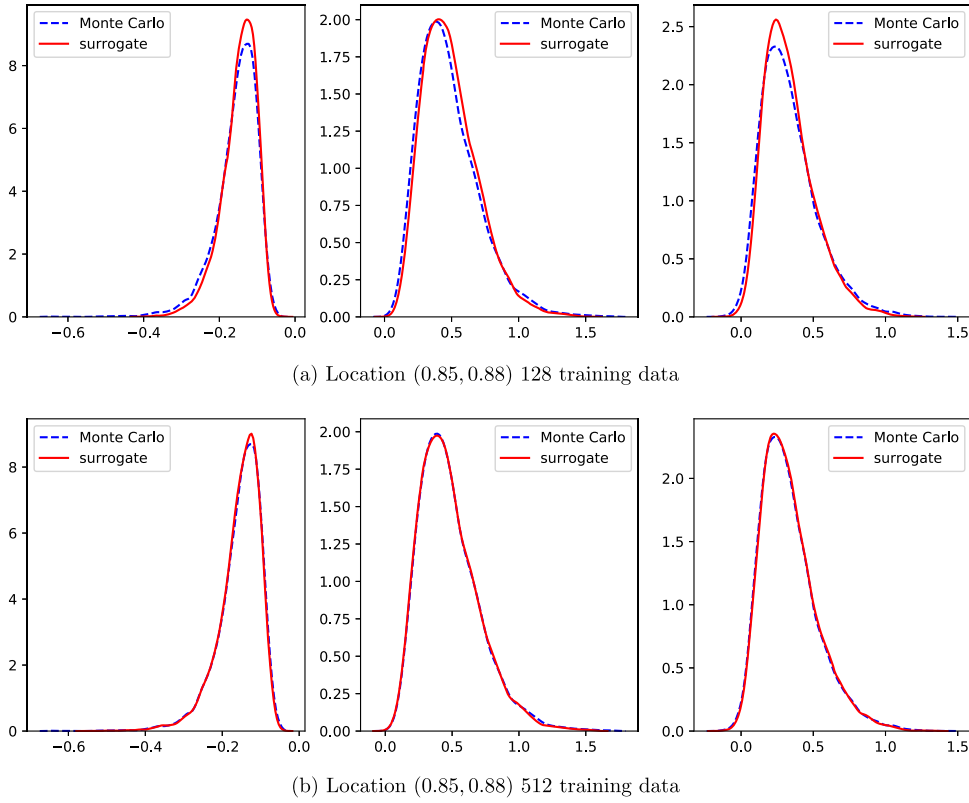 Monte Carlo
surrogate
8
6
4
2
0
−0.6 −0.4 −0.2 0.0
Monte Carlo
surrogate
2.00
1.75
1.50
1.25
1.00
0.75
0.50
0.25
0.00
0.0 0.5 1.0 1.5
Monte Carlo
surrogate
2.5
2.0
1.5
1.0
0.5
0.0
0.0 0.5 1.0 1.5
(a) Location (0.85, 0.88) 128 training data
Monte Carlo
surrogate
8
6
4
2
0
−0.6 −0.4 −0.2 0.0
Monte Carlo
surrogate
2.00
1.75
1.50
1.25
1.00
0.75
0.50
0.25
0.00
0.0 0.5 1.0 1.5
Monte Carlo
surrogate
2.0
1.5
1.0
0.5
0.0
0.0 0.5 1.0 1.5
(b) Location (0.85, 0.88) 512 training data